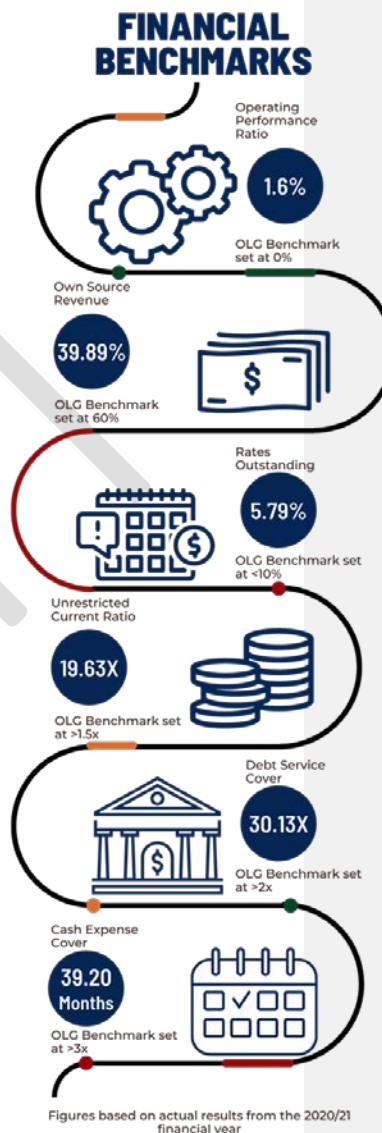 FINANCIAL
BENCHMARKS
Operating
Performance
Ratio
1.6%
OLG Benchmark
set at 0%
Own Source
Revenue
39.89%
OLG Benchmark
set at 60%
$
Rates
Outstanding
5.79%
OLG Benchmark set
at <10%
!
$
Unrestricted
Current Ratio
19.63X
OLG Benchmark set
at >1.5x
Debt Service
Cover
30.13X
OLG Benchmark set
at >2x
$
Cash Expense
Cover
39.20
Months
OLG Benchmark set
at >3x
Figures based on actual results from the 2020/21
financial year